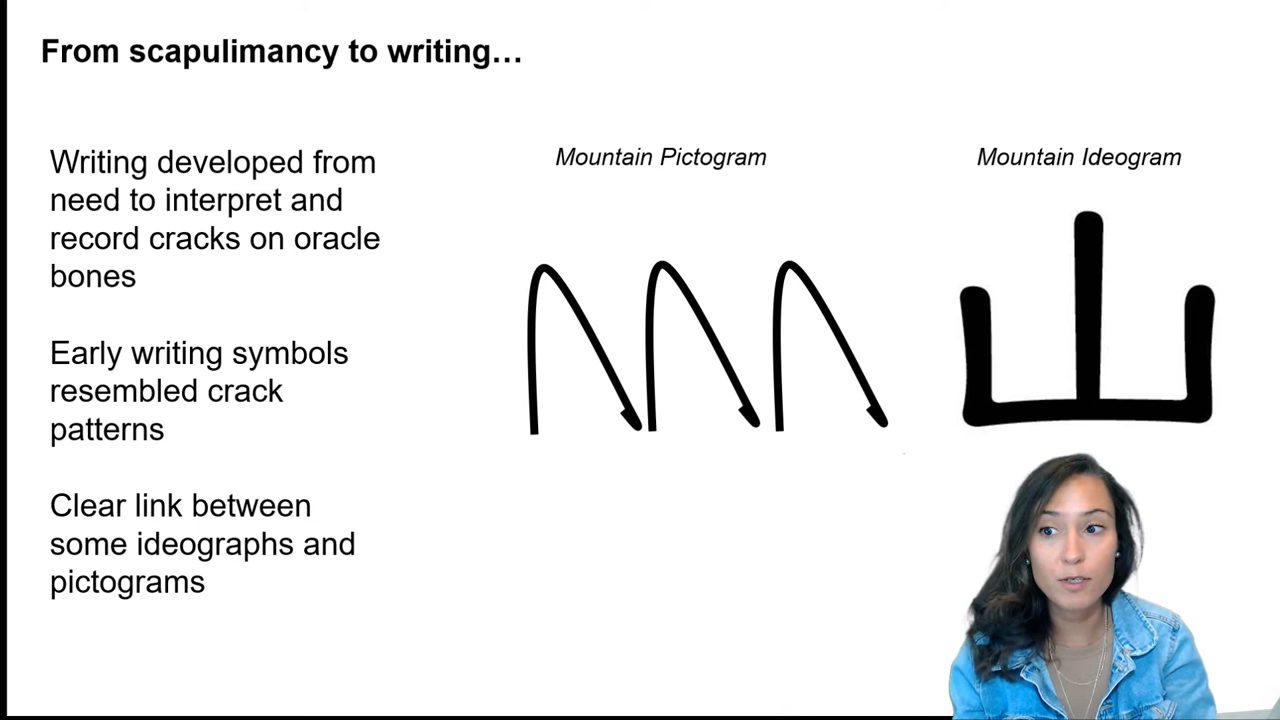 From scapulimancy to writing…
Writing developed from
need to interpret and
record cracks on oracle
bones
Early writing symbols
resembled crack
patterns
Clear link between
some ideographs and
pictograms
Mountain Pictogram
Mountain Ideogram
山